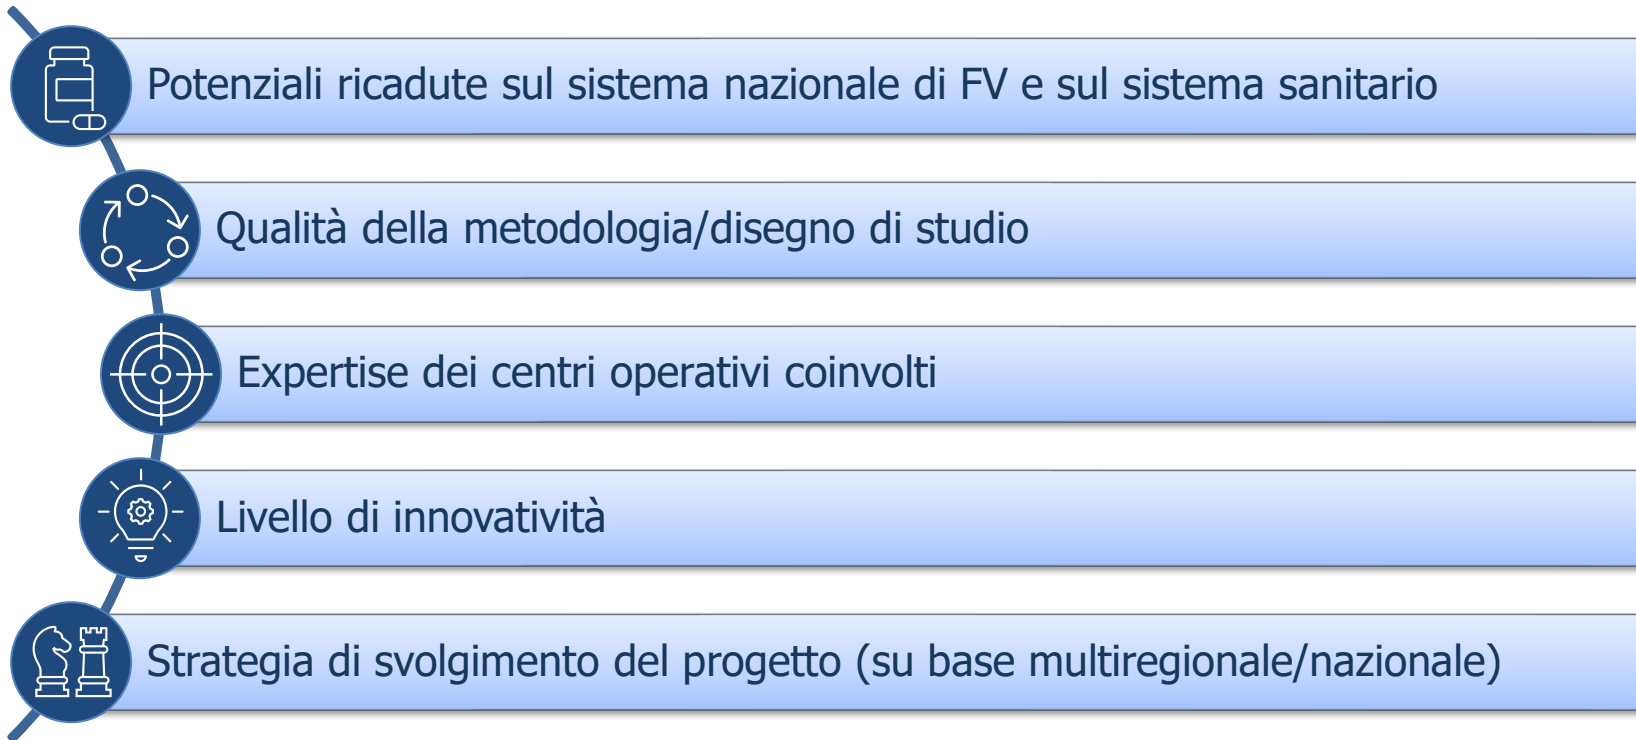 Potenziali ricadute sul sistema nazionale di FV e sul sistema sanitario
Qualità della metodologia/disegno di studio
Expertise dei centri operativi coinvolti
Livello di innovatività
Strategia di svolgimento del progetto (su base multiregionale/nazionale)